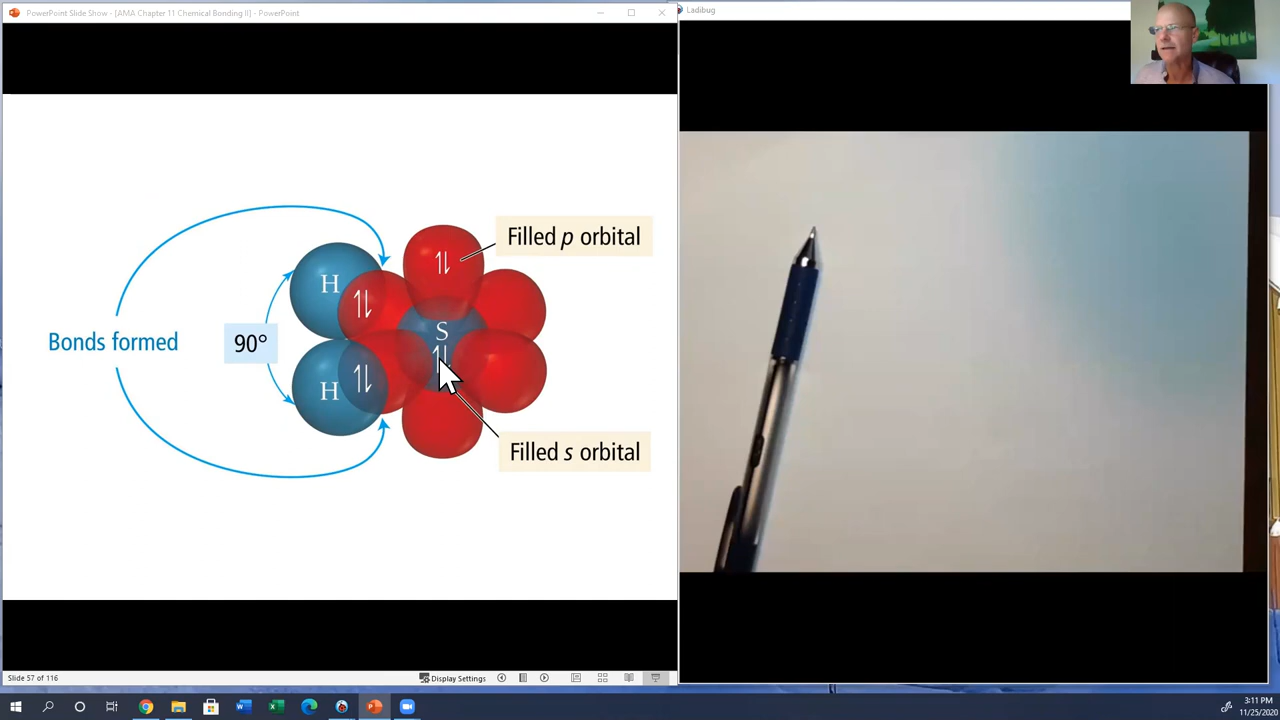 PowerPoint Slide Show - [AMA Chapter 11 Chemical Bonding II] - PowerPoint
Ladibug
Filled p orbital
H
S
Bonds formed
90°
H
Filled s orbital
Slide 57 of 116
Display Settings
3:11 PM
11/25/2020